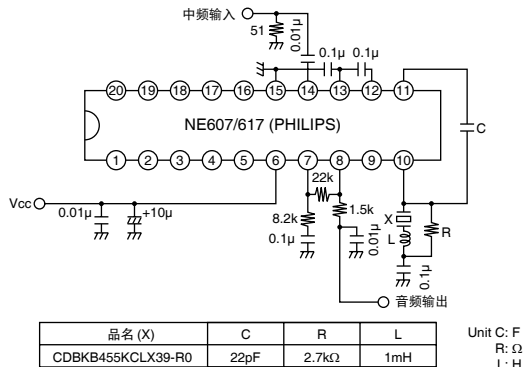 中频输入
51
0.01μ
0.1μ
0.1μ
20
19
18
17
16
15
14
13
12
11
NE607/617 (PHILIPS)
C
1
2
3
4
5
6
7
8
9
10
Vcc
22k
0.01μ
+10μ
8.2k
1.5k
X
L
R
0.1μ
0.01μ
0.1μ
音频输出
品名 (X) C R L
CDBKB455KCLX39-R0 22pF 2.7kΩ 1mH
Unit C: F
R: Ω
L: H